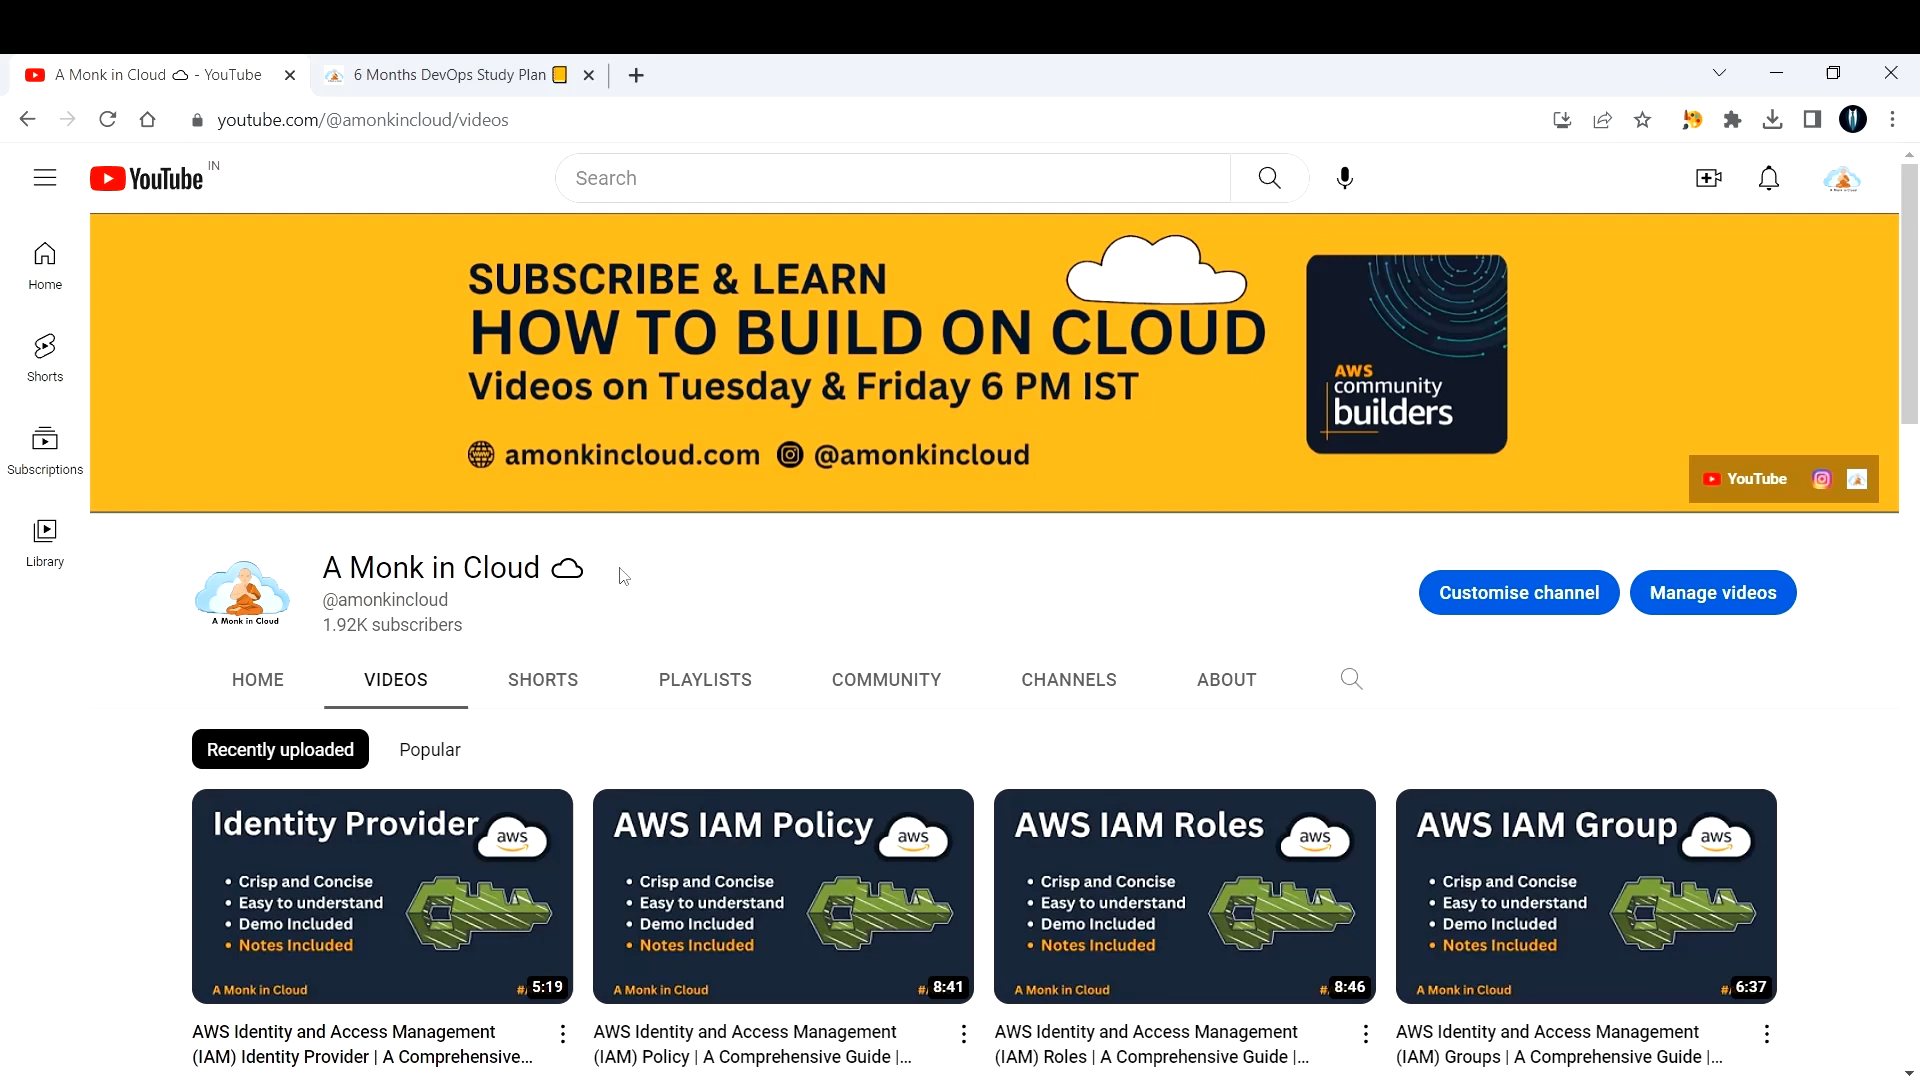 A Monk in Cloud - YouTube
6 Months DevOps Study Plan
youtube.com/@amonkincloud/videos
YouTube IN
Search
Home
Shorts
Subscriptions
Library
SUBSCRIBE & LEARN
HOW TO BUILD ON CLOUD
Videos on Tuesday & Friday 6 PM IST
amonkincloud.com @amonkincloud
AWS
community
builders
YouTube
A Monk in Cloud
A Monk in Cloud
@amonkincloud
1.92K subscribers
Customise channel
Manage videos
HOME VIDEOS SHORTS PLAYLISTS COMMUNITY CHANNELS ABOUT
Recently uploaded Popular
Identity Provider aws
• Crisp and Concise
• Easy to understand
• Demo Included
• Notes Included
A Monk in Cloud # 5:19
AWS Identity and Access Management
(IAM) Identity Provider | A Comprehensive...
AWS IAM Policy aws
• Crisp and Concise
• Easy to understand
• Demo Included
• Notes Included
A Monk in Cloud # 8:41
AWS Identity and Access Management
(IAM) Policy | A Comprehensive Guide |...
AWS IAM Roles aws
• Crisp and Concise
• Easy to understand
• Demo Included
• Notes Included
A Monk in Cloud # 8:46
AWS Identity and Access Management
(IAM) Roles | A Comprehensive Guide |...
AWS IAM Group aws
• Crisp and Concise
• Easy to understand
• Demo Included
• Notes Included
A Monk in Cloud # 6:37
AWS Identity and Access Management
(IAM) Groups | A Comprehensive Guide |...